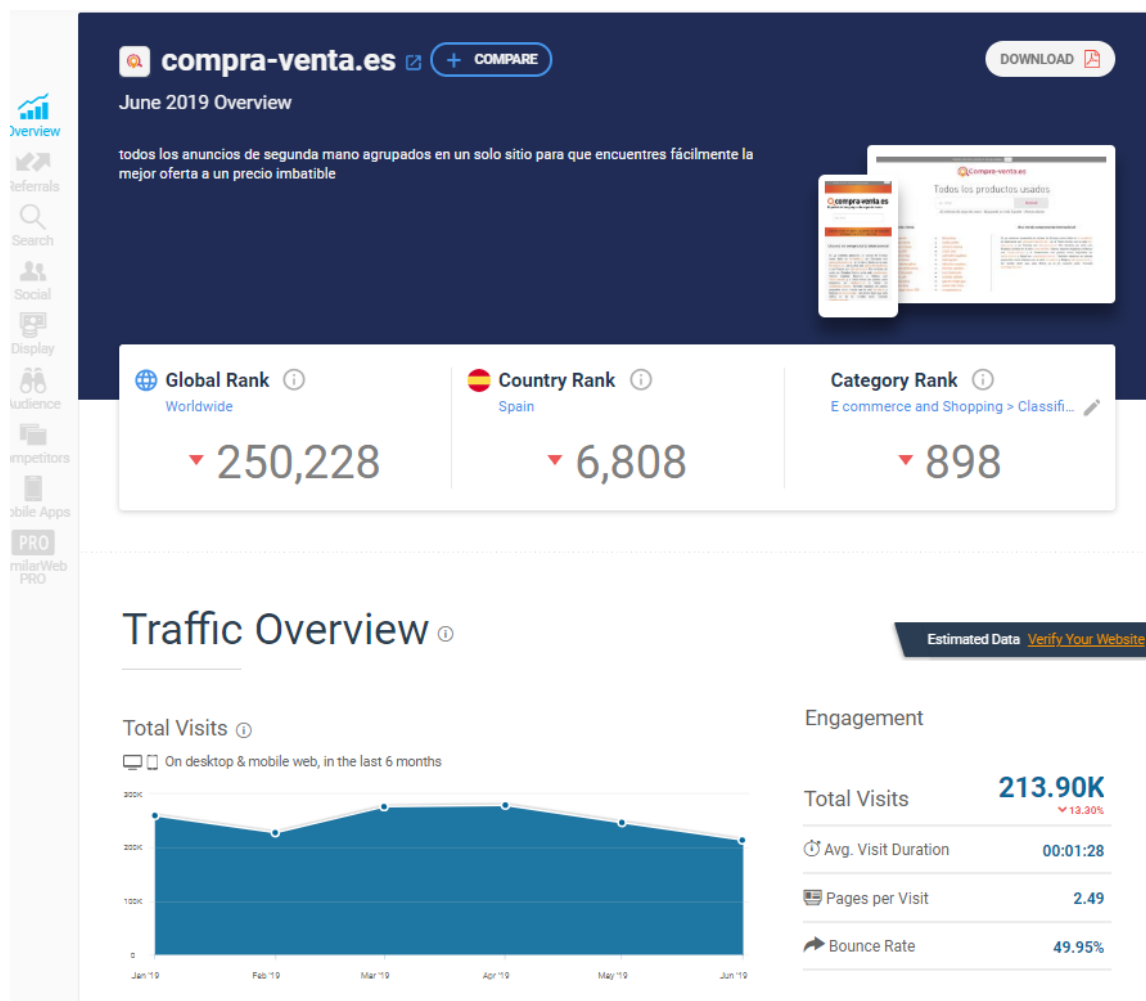 compra-venta.es
+ COMPARE
DOWNLOAD
June 2019 Overview
todos los anuncios de segunda mano agrupados en un solo sitio para que encuentres fácilmente la
mejor oferta a un precio imbatible
Compra-venta.es
Todos los productos usados
compra-venta.es
Overview
Referrals
Search
Social
Display
Audience
ompetitors
obile Apps
PRO
milarWeb
PRO
Global Rank
Worldwide
250,228
Country Rank
Spain
6,808
Category Rank
E commerce and Shopping > Classifi...
898
Traffic Overview
Estimated Data Verify Your Website
Total Visits
On desktop & mobile web, in the last 6 months
300K
200K
100K
0
Jan'19 Feb'19 Mar'19 Apr'19 May'19 Jun'19
Engagement
Total Visits 213.90K
13.30%
Avg. Visit Duration 00:01:28
Pages per Visit 2.49
Bounce Rate 49.95%